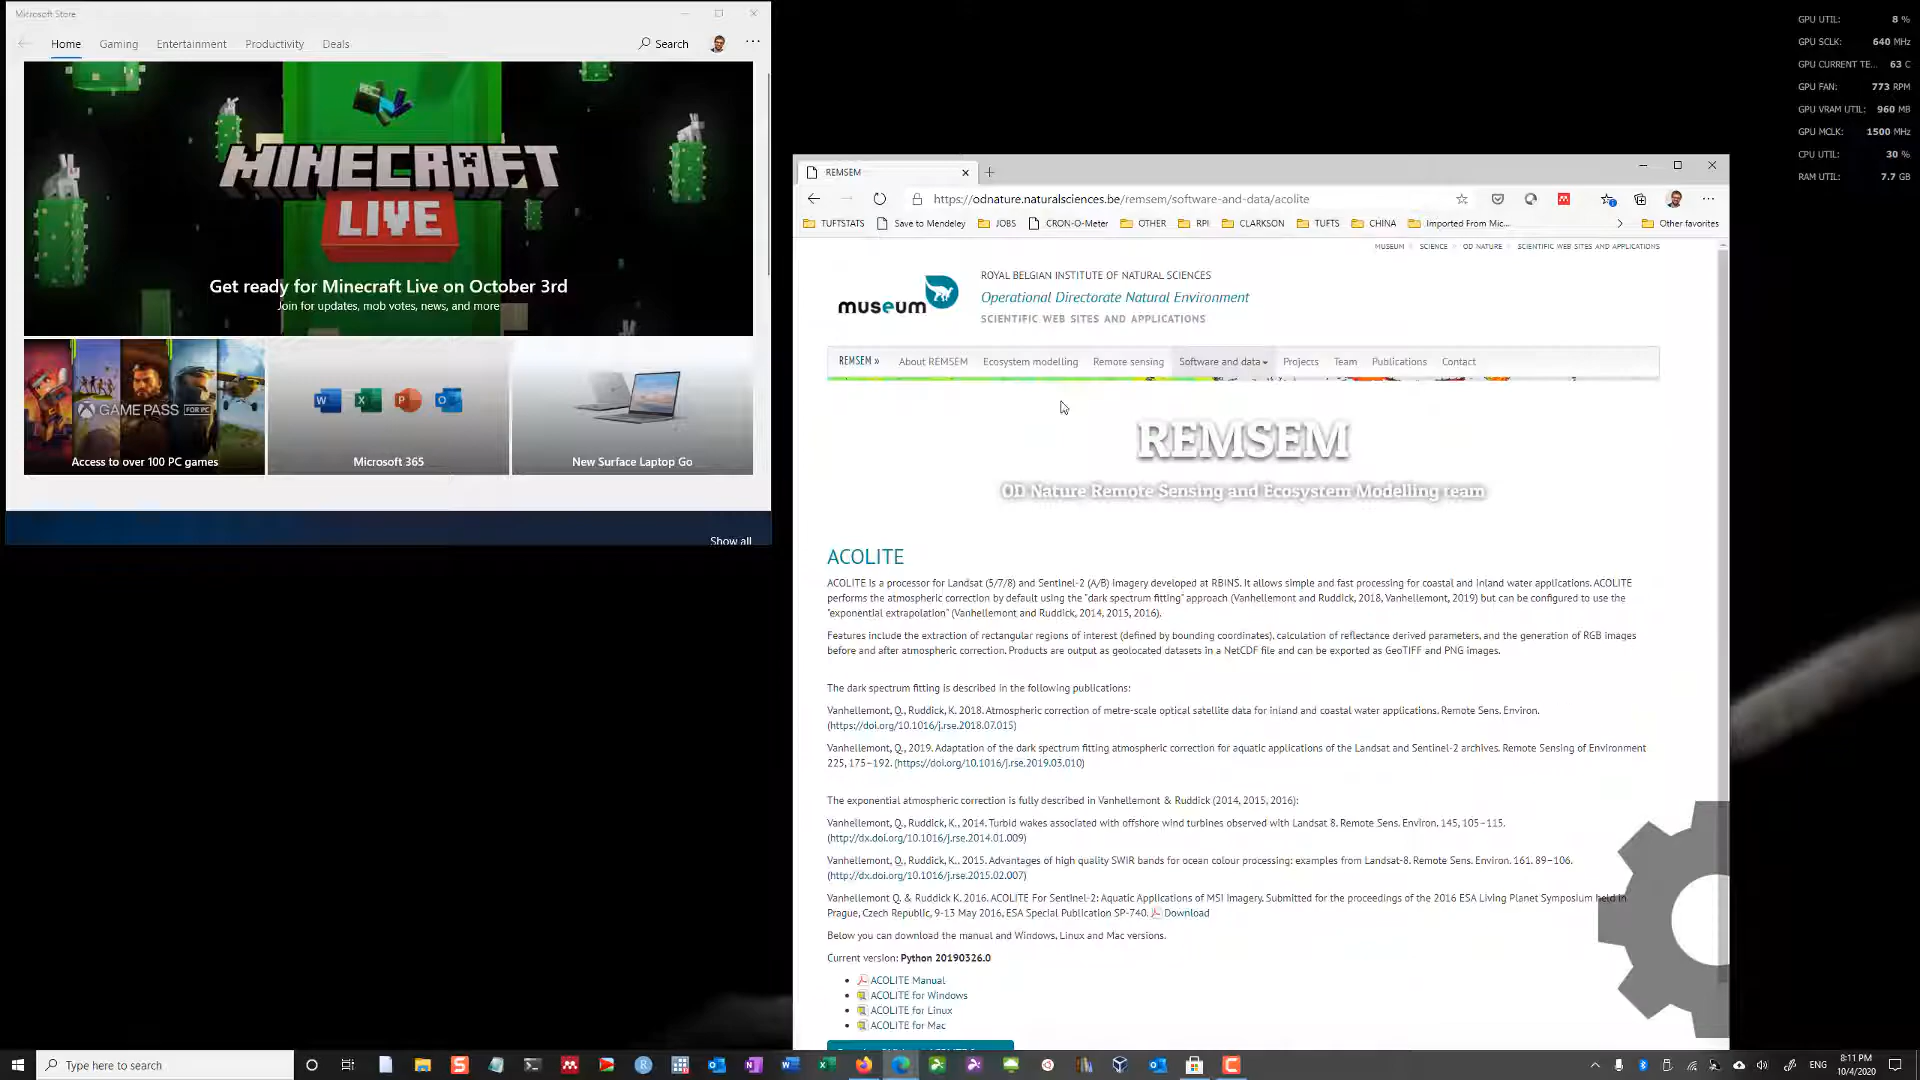 Microsoft Store
Home Gaming Entertainment Productivity Deals Search
MINECRAFT
LIVE
Get ready for Minecraft Live on October 3rd
Join for updates, mob votes, news, and more
GAME PASS FOR PC
Access to over 100 PC games
W X P O
Microsoft 365
New Surface Laptop Go
Show all
GPU UTIL: 8 %
GPU SCLK: 640 MHz
GPU CURRENT TE... 63 C
GPU FAN: 773 RPM
GPU VRAM UTIL: 960 MB
GPU MCLK: 1500 MHz
CPU UTIL: 30 %
RAM UTIL: 7.7 GB
REMSEM
https://odnature.naturalsciences.be/remsem/software-and-data/acolite
TUFTSTATS Save to Mendeley JOBS CRON-O-Meter OTHER RPI CLARKSON TUFTS CHINA Imported From Mic... Other favorites
MUSEUM SCIENCE OD NATURE SCIENTIFIC WEB SITES AND APPLICATIONS
museum
ROYAL BELGIAN INSTITUTE OF NATURAL SCIENCES
Operational Directorate Natural Environment
SCIENTIFIC WEB SITES AND APPLICATIONS
REMSEM » About REMSEM Ecosystem modelling Remote sensing Software and data Projects Team Publications Contact
REMSEM
OD Nature Remote Sensing and Ecosystem Modelling team
ACOLITE
ACOLITE is a processor for Landsat (5/7/8) and Sentinel-2 (A/B) imagery developed at RBINS. It allows simple and fast processing for coastal and inland water applications. ACOLITE
performs the atmospheric correction by default using the "dark spectrum fitting" approach (Vanhellemont and Ruddick, 2018, Vanhellemont, 2019) but can be configured to use the
"exponential extrapolation" (Vanhellemont and Ruddick, 2014, 2015, 2016).
Features include the extraction of rectangular regions of interest (defined by bounding coordinates), calculation of reflectance derived parameters, and the generation of RGB images
before and after atmospheric correction. Products are output as geolocated datasets in a NetCDF file and can be exported as GeoTIFF and PNG images.
The dark spectrum fitting is described in the following publications:
Vanhellemont, Q., Ruddick, K. 2018. Atmospheric correction of metre-scale optical satellite data for inland and coastal water applications. Remote Sens. Environ.
(https://doi.org/10.1016/j.rse.2018.07.015)
Vanhellemont, Q., 2019. Adaptation of the dark spectrum fitting atmospheric correction for aquatic applications of the Landsat and Sentinel-2 archives. Remote Sensing of Environment
225, 175–192. (https://doi.org/10.1016/j.rse.2019.03.010)
The exponential atmospheric correction is fully described in Vanhellemont & Ruddick (2014, 2015, 2016):
Vanhellemont, Q., Ruddick, K., 2014. Turbid wakes associated with offshore wind turbines observed with Landsat 8. Remote Sens. Environ. 145, 105–115.
(http://dx.doi.org/10.1016/j.rse.2014.01.009)
Vanhellemont, Q., Ruddick, K., 2015. Advantages of high quality SWIR bands for ocean colour processing: examples from Landsat-8. Remote Sens. Environ. 161. 89–106.
(http://dx.doi.org/10.1016/j.rse.2015.02.007)
Vanhellemont Q. & Ruddick K. 2016. ACOLITE For Sentinel-2: Aquatic Applications of MSI Imagery. Submitted for the proceedings of the 2016 ESA Living Planet Symposium held in
Prague, Czech Republic, 9-13 May 2016, ESA Special Publication SP-740. Download
Below you can download the manual and Windows, Linux and Mac versions.
Current version: Python 20190326.0
ACOLITE Manual
ACOLITE for Windows
ACOLITE for Linux
ACOLITE for Mac
Type here to search
ENG
8:11 PM
10/4/2020